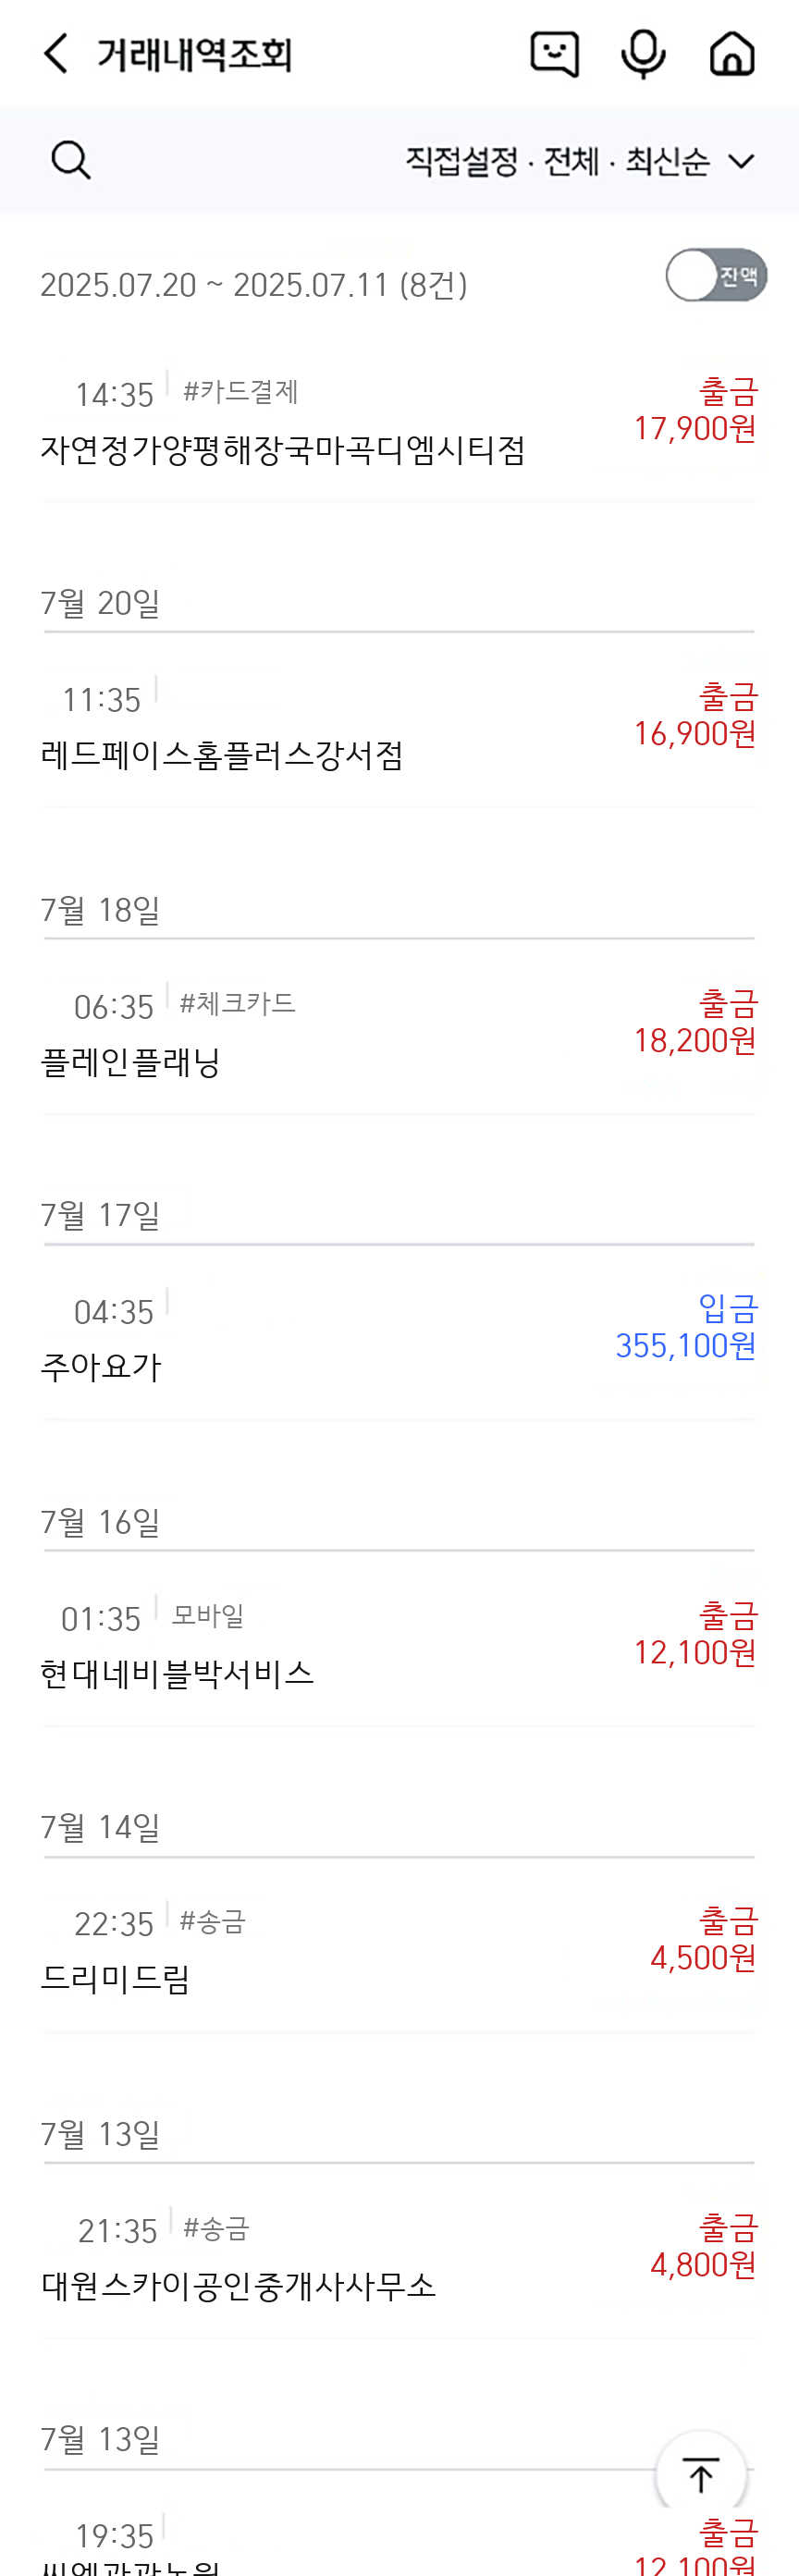 거래내역조회
직접설정 · 전체 · 최신순
2025.07.20 ~ 2025.07.11 (8건)
잔액
14:35 #카드결제
출금
자연정가양평해장국마곡디엠시티점
17,900원
7월 20일
11:35
출금
레드페이스홈플러스강서점
16,900원
7월 18일
06:35 #체크카드
출금
플레인플래닝
18,200원
7월 17일
04:35
입금
주아요가
355,100원
7월 16일
01:35 모바일
출금
현대네비블박서비스
12,100원
7월 14일
22:35 #송금
출금
드리미드림
4,500원
7월 13일
21:35 #송금
출금
대원스카이공인중개사사무소
4,800원
7월 13일
19:35
출금
12,100원